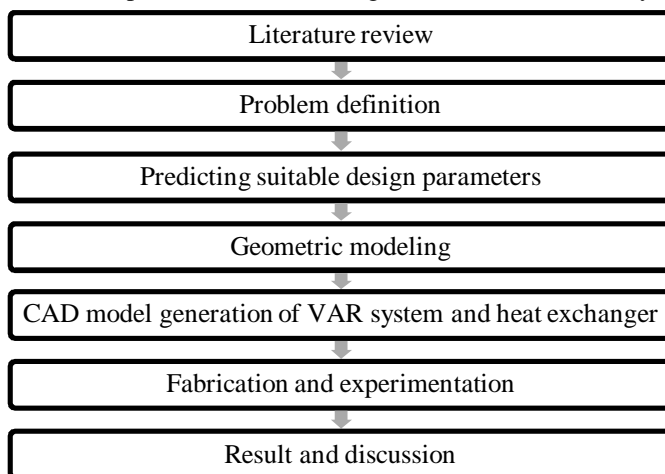 Literature review
Problem definition
Predicting suitable design parameters
Geometric modeling
CAD model generation of VAR system and heat exchanger
Fabrication and experimentation
Result and discussion